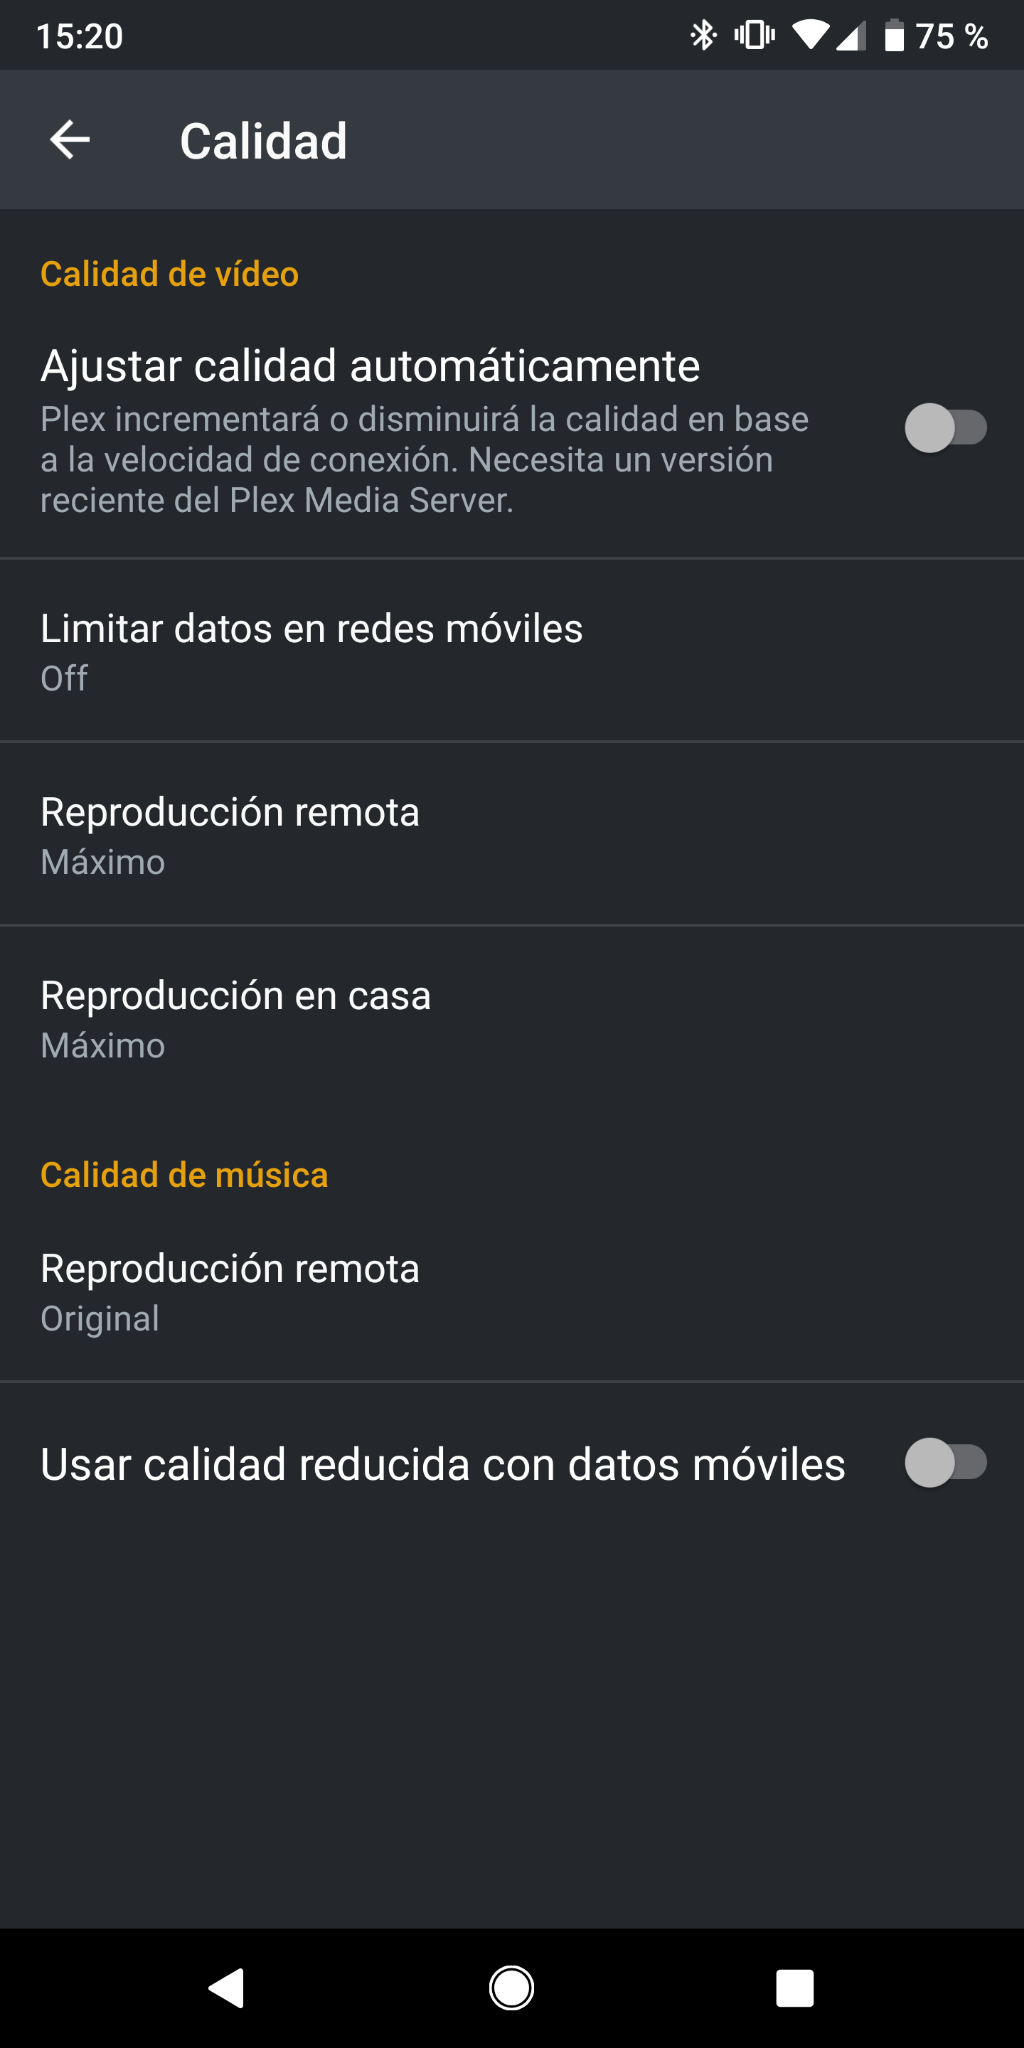 15:20
75 %
Calidad
Calidad de vídeo
Ajustar calidad automáticamente
Plex incrementará o disminuirá la calidad en base
a la velocidad de conexión. Necesita un versión
reciente del Plex Media Server.
Limitar datos en redes móviles
Off
Reproducción remota
Máximo
Reproducción en casa
Máximo
Calidad de música
Reproducción remota
Original
Usar calidad reducida con datos móviles